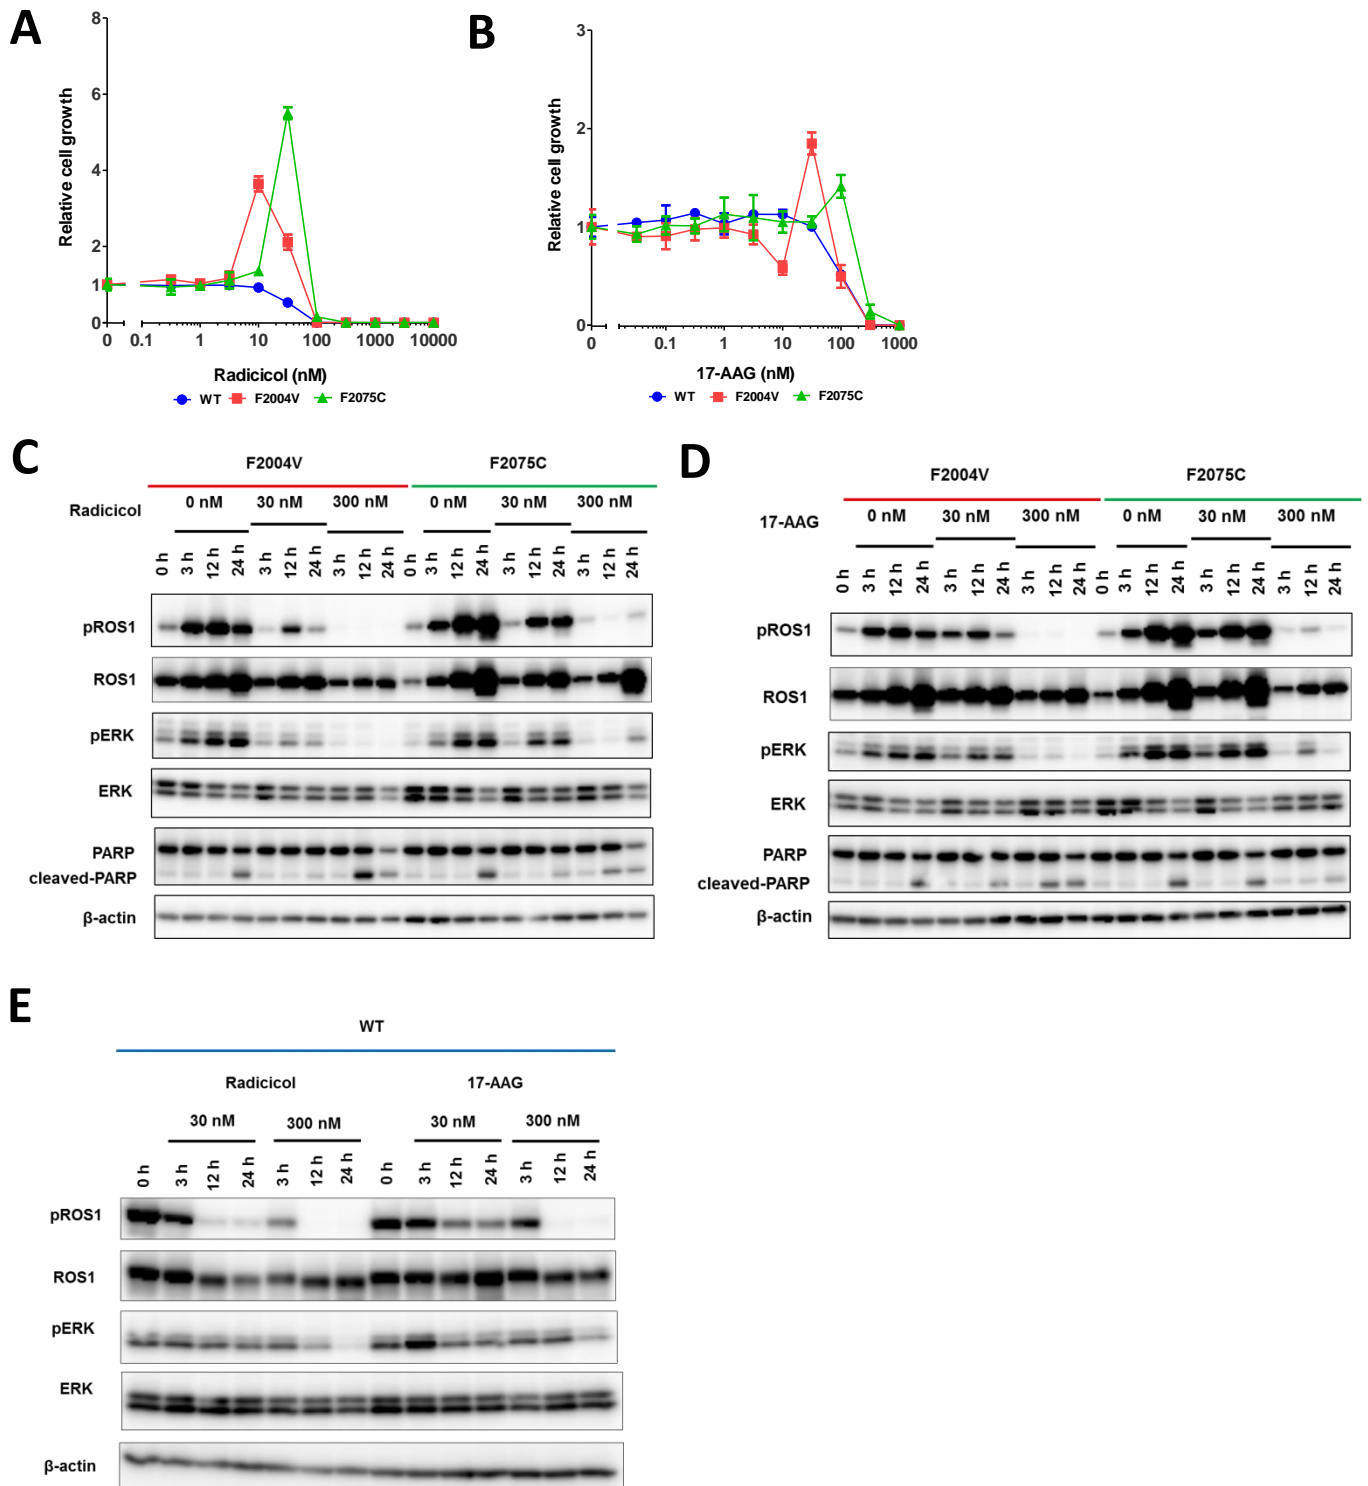 A
8
6
4
2
1
0
Relative cell growth
0 0.1 1 10 100 1000 10000
Radicicol (nM)
WT F2004V F2075C
B
3
2
1
0
Relative cell growth
0 0.1 1 10 100 1000
17-AAG (nM)
WT F2004V F2075C
C
F2004V F2075C
Radicicol 0 nM 30 nM 300 nM 0 nM 30 nM 300 nM
0 h 3 h 12 h 24 h 3 h 12 h 24 h 3 h 12 h 24 h 0 h 3 h 12 h 24 h 3 h 12 h 24 h 3 h 12 h 24 h
pROS1
ROS1
pERK
ERK
PARP
cleaved-PARP
β-actin
D
F2004V F2075C
17-AAG 0 nM 30 nM 300 nM 0 nM 30 nM 300 nM
0 h 3 h 12 h 24 h 3 h 12 h 24 h 3 h 12 h 24 h 0 h 3 h 12 h 24 h 3 h 12 h 24 h 3 h 12 h 24 h
pROS1
ROS1
pERK
ERK
PARP
cleaved-PARP
β-actin
E
WT
Radicicol 17-AAG
30 nM 300 nM 30 nM 300 nM
0 h 3 h 12 h 24 h 3 h 12 h 24 h 0 h 3 h 12 h 24 h 3 h 12 h 24 h
pROS1
ROS1
pERK
ERK
β-actin